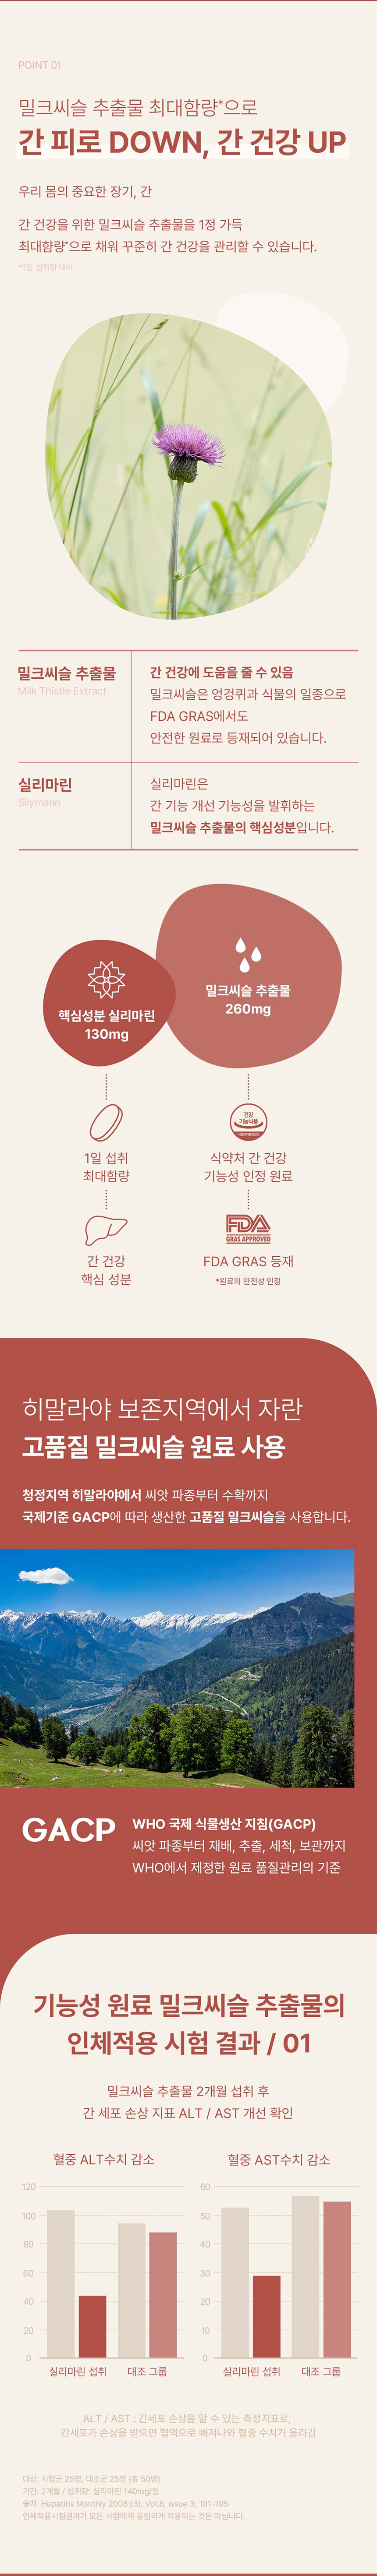 POINT 01
밀크씨슬 추출물 최대함량*으로
간 피로 DOWN, 간 건강 UP
우리 몸의 중요한 장기, 간
간 건강을 위한 밀크씨슬 추출물을 1정 가득
최대햠량*으로 채워 꾸준히 간 건강을 관리할 수 있습니다.
*1일 섭취량 대비
밀크씨슬 추출물
Milk Thistle Extract
간 건강에 도움을 줄 수 있음
밀크씨슬은 엉겅퀴과 식물의 일종으로
FDA GRAS에서도
안전한 원료로 등재되어 있습니다.
실리마린
Silymarin
실리마린은
간 기능 개선 기능성을 발휘하는
밀크씨슬 추출물의 핵심성분입니다.
핵심성분 실리마린
130mg
밀크씨슬 추출물
260mg
건강
기능식품
1일 섭취
최대함량
식약처 간 건강
기능성 인정 원료
FDA
GRAS APPROVED
간 건강
핵심 성분
FDA GRAS 등재
*원료의 안전성 인정
히말라야 보존지역에서 자란
고품질 밀크씨슬 원료 사용
청정지역 히말라야에서 씨앗 파종부터 수확까지
국제기준 GACP에 따라 생산한 고품질 밀크씨슬을 사용합니다.
GACP
WHO 국제 식물생산 지침(GACP)
씨앗 파종부터 재배, 추출, 세척, 보관까지
WHO에서 제정한 원료 품질관리의 기준
기능성 원료 밀크씨슬 추출물의
인체적용 시험 결과 / 01
밀크씨슬 추출물 2개월 섭취 후
간 세포 손상 지표 ALT / AST 개선 확인
혈중 ALT수치 감소
120
100
80
60
40
20
0
실리마린 섭취
대조 그룹
혈중 AST수치 감소
60
50
40
30
20
10
0
실리마린 섭취
대조 그룹
ALT / AST : 간세포 손상을 알 수 있는 측정지표로,
간세포가 손상을 받으면 혈액으로 빠져나와 혈중 수치가 올라감
대상: 시험군 25명, 대조군 25명 (총 50명)
기간: 2개월 / 섭취량: 실리마린 140mg/일
출처: Hepatitis Monthly 2008;(3): Vol.8, Issue 3; 191-195
인체적용시험결과가 모든 사람에게 동일하게 적용되는 것은 아닙니다.